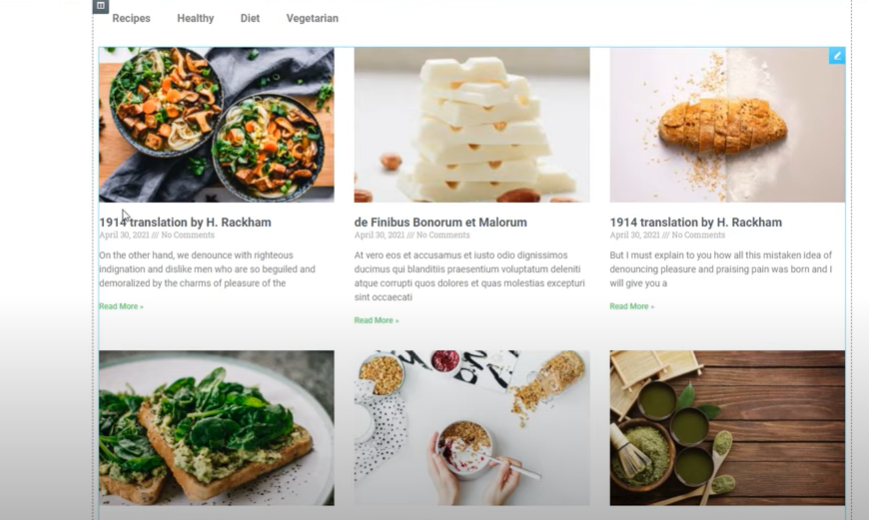 Recipes Healthy Diet Vegetarian
1914 translation by H. Rackham
April 30, 2021 /// No Comments
On the other hand, we denounce with righteous
indignation and dislike men who are so beguiled and
demoralized by the charms of pleasure of the
Read More »
de Finibus Bonorum et Malorum
April 30, 2021 /// No Comments
At vero eos et accusamus et iusto odio dignissimos
ducimus qui blanditiis praesentium voluptatum deleniti
atque corrupti quos dolores et quas molestias excepturi
sint occaecati
Read More »
1914 translation by H. Rackham
April 30, 2021 /// No Comments
But I must explain to you how all this mistaken idea of
denouncing pleasure and praising pain was born and I
will give you a
Read More »